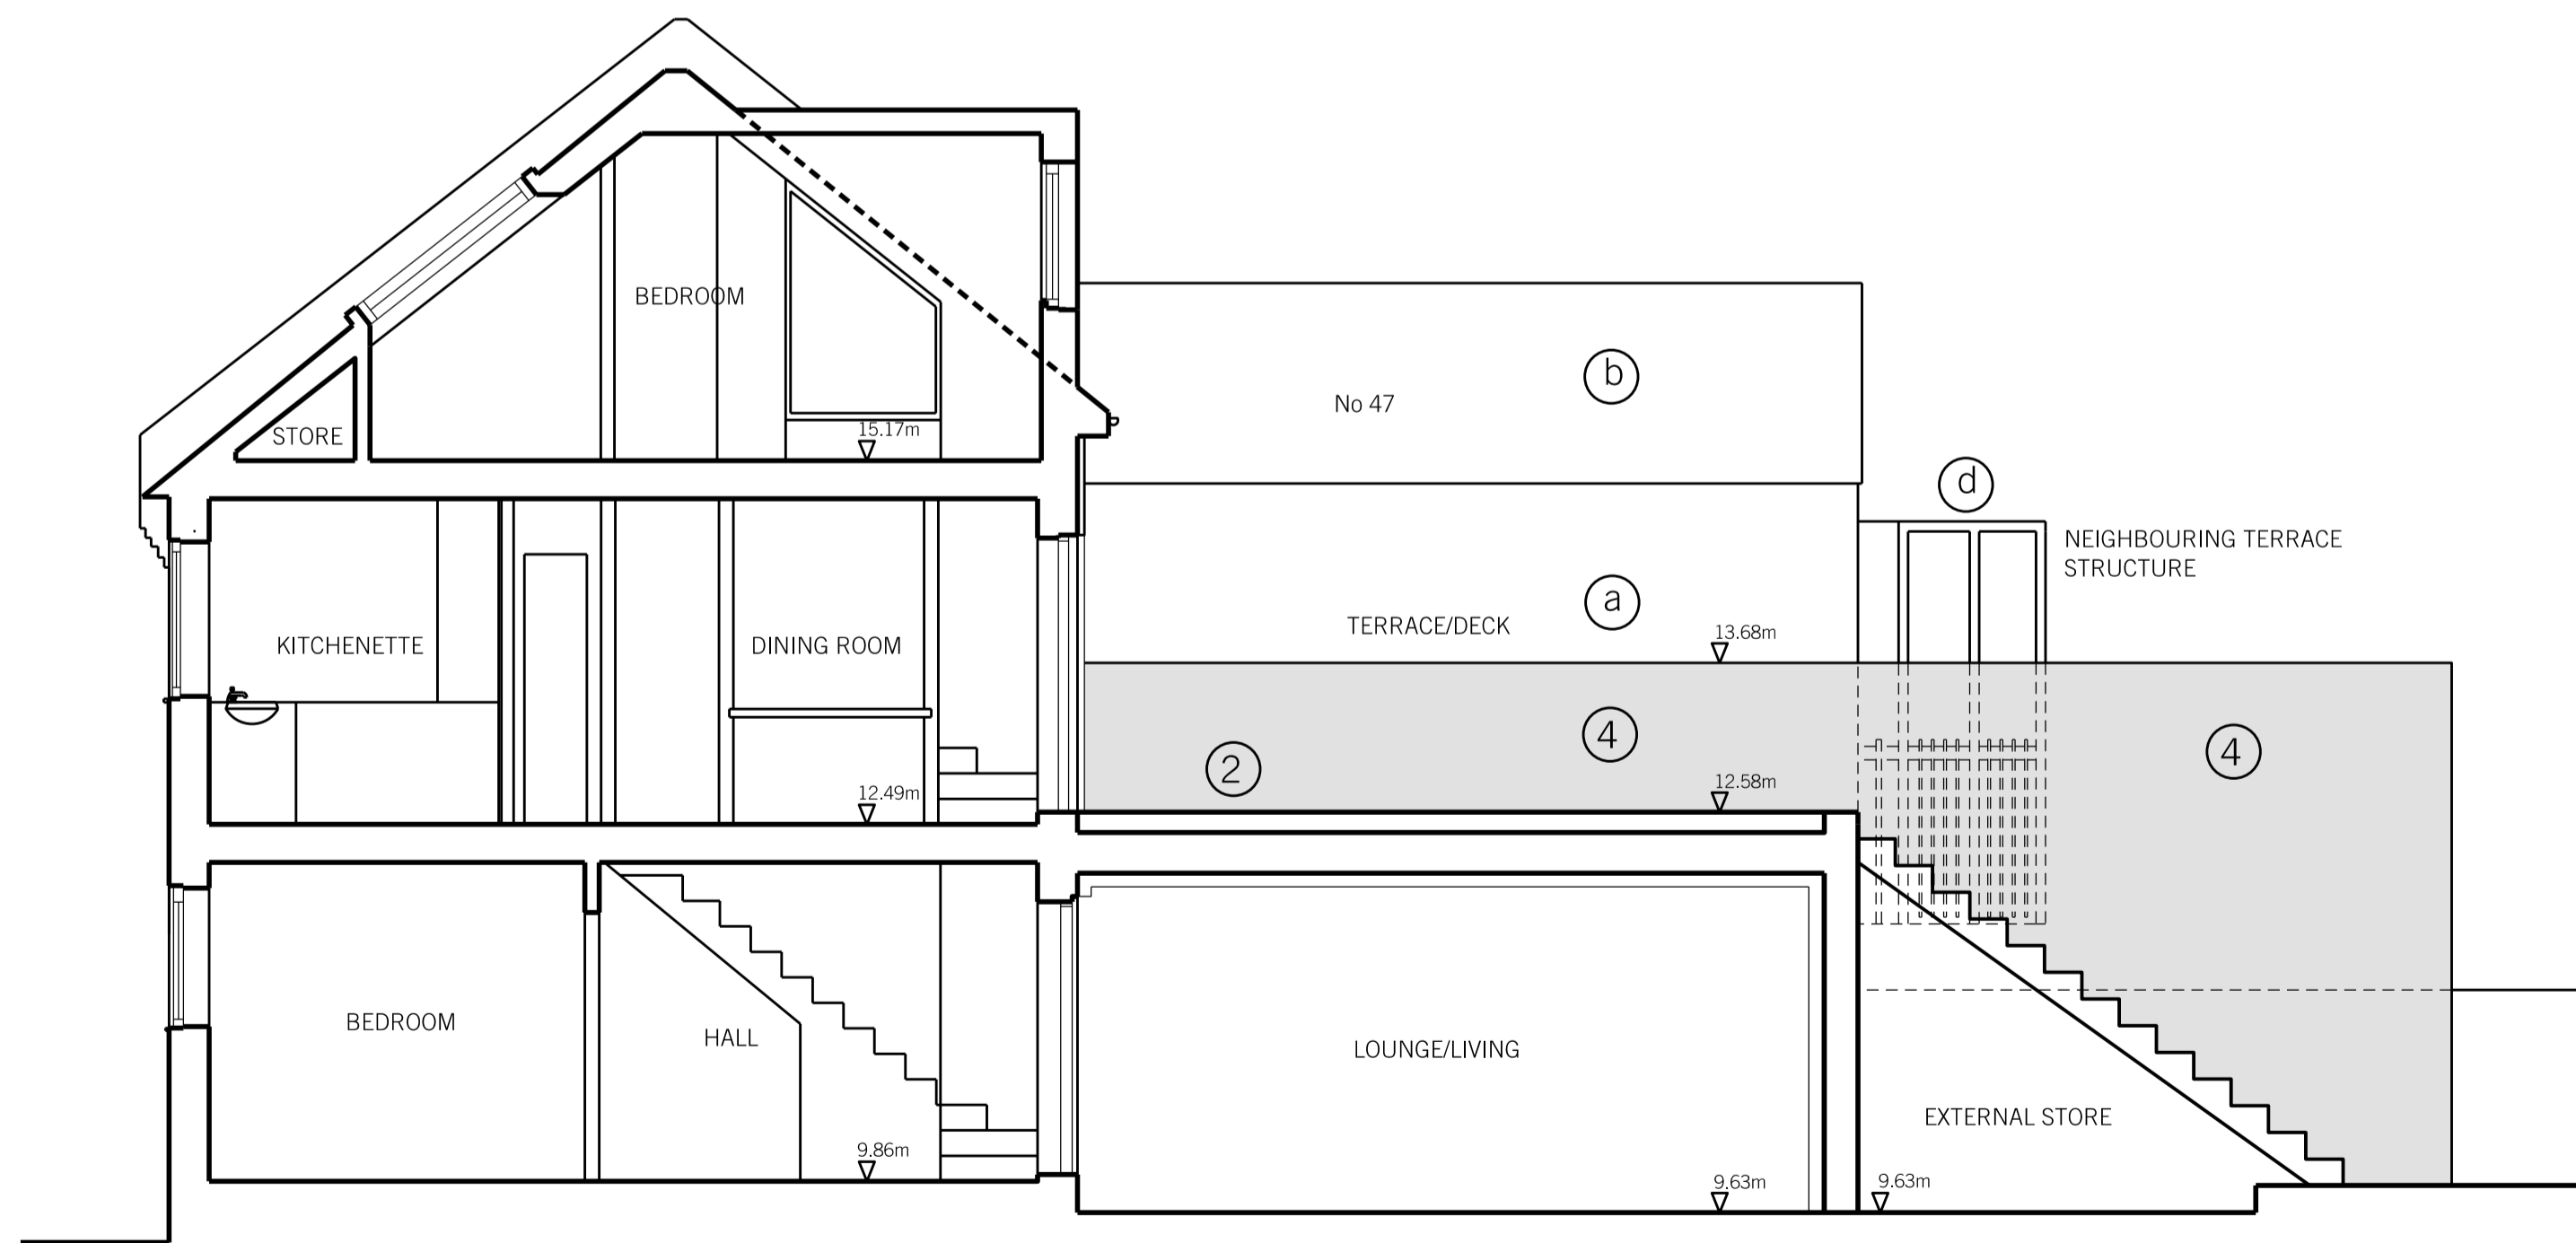 BEDROOM
b
No 47
15.17m
STORE
d
NEIGHBOURING TERRACE
STRUCTURE
a
TERRACE/DECK
13.68m
KITCHENETTE
DINING ROOM
4
4
2
12.49m
12.58m
BEDROOM
HALL
LOUNGE/LIVING
EXTERNAL STORE
9.86m
9.63m
9.63m